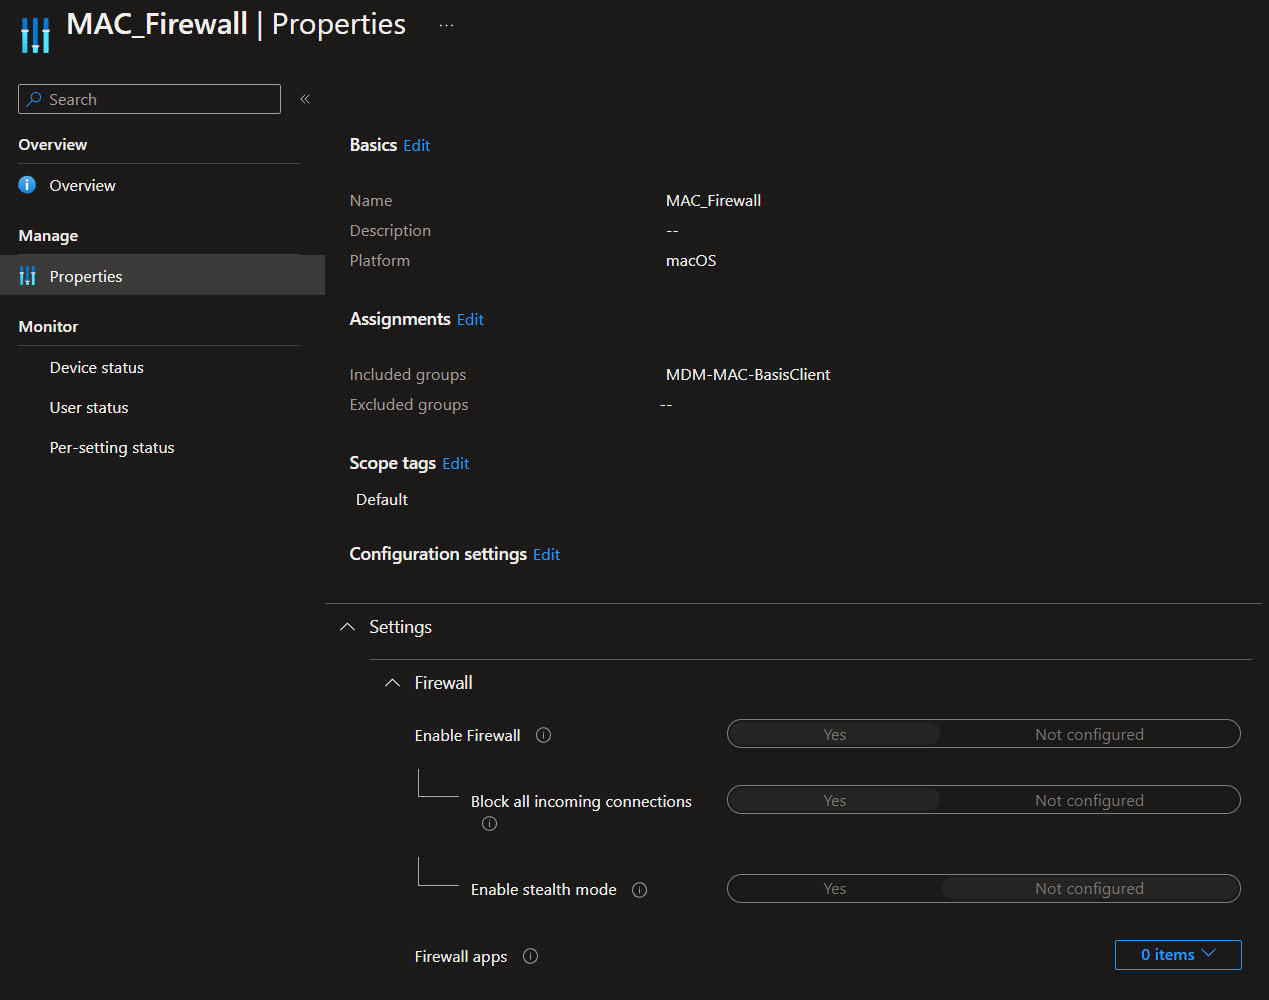 MAC_Firewall | Properties ...
Search «
Overview
Overview
Manage
Properties
Monitor
Device status
User status
Per-setting status
Basics Edit
Name MAC_Firewall
Description --
Platform macOS
Assignments Edit
Included groups MDM-MAC-BasisClient
Excluded groups --
Scope tags Edit
Default
Configuration settings Edit
Settings
Firewall
Enable Firewall Yes Not configured
Block all incoming connections Yes Not configured
Enable stealth mode Yes Not configured
Firewall apps 0 items